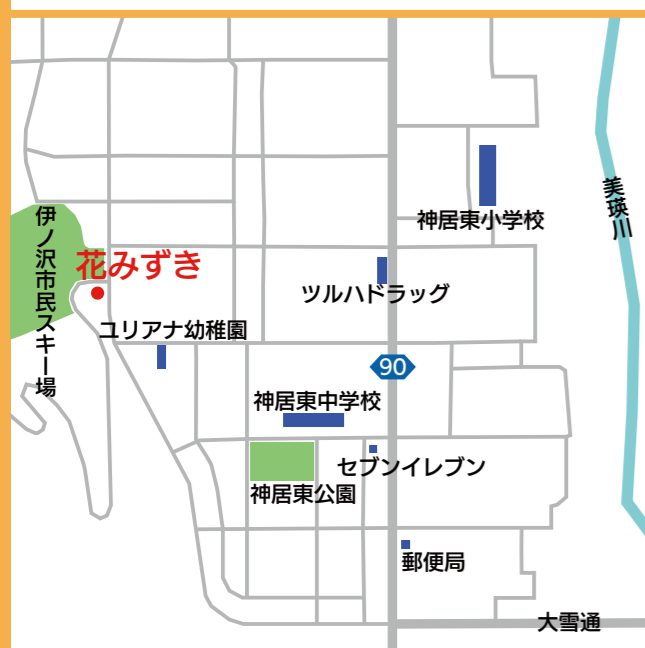 美瑛川
神居東小学校
伊ノ沢市民スキー場
花みずき
ツルハドラッグ
ユリアナ幼稚園
90
神居東中学校
セブンイレブン
神居東公園
郵便局
大雪通